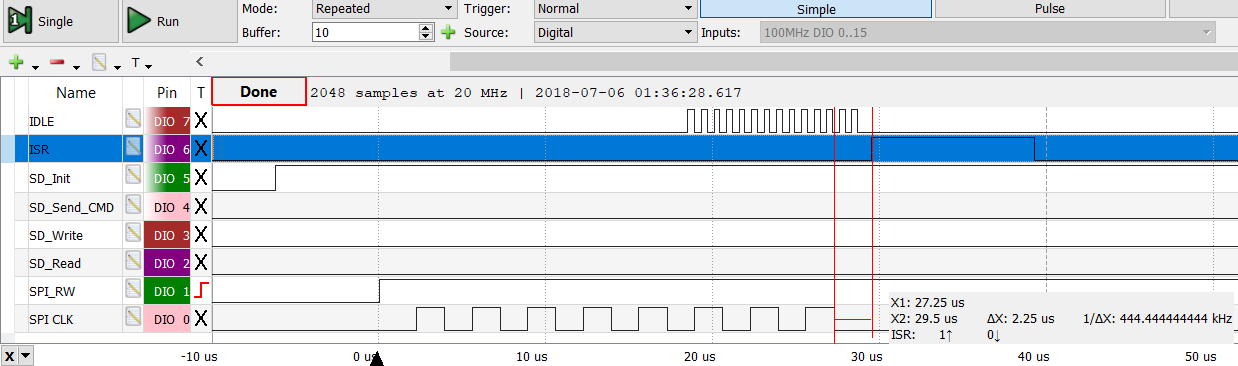 Single Run Mode: Repeated Trigger: Normal Simple Pulse
Buffer: 10 Source: Digital Inputs: 100MHz DIO 0..15
T <
Name Pin T Done 2048 samples at 20 MHz | 2018-07-06 01:36:28.617
IDLE DIO 7 X
ISR DIO 6 X
SD_Init DIO 5 X
SD_Send_CMD DIO 4 X
SD_Write DIO 3 X
SD_Read DIO 2 X
SPI_RW DIO 1
SPI CLK DIO 0 X
X1: 27.25 us
X2: 29.5 us ΔX: 2.25 us 1/ΔX: 444.444444444 kHz
ISR: 1↑ 0↓
X -10 us 0 us 10 us 20 us 30 us 40 us 50 us